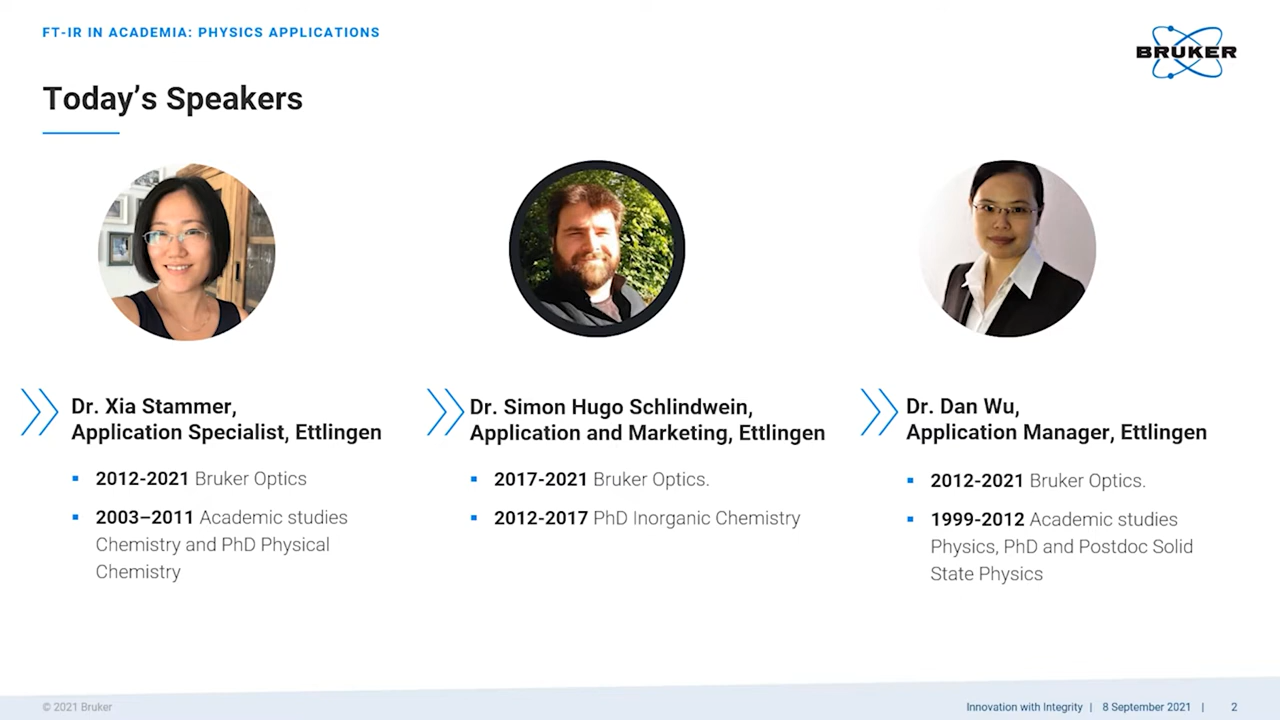 FT-IR IN ACADEMIA: PHYSICS APPLICATIONS
BRUKER
Today’s Speakers
Dr. Xia Stammer,
Application Specialist, Ettlingen
▪ 2012-2021 Bruker Optics
▪ 2003–2011 Academic studies
Chemistry and PhD Physical
Chemistry
Dr. Simon Hugo Schlindwein,
Application and Marketing, Ettlingen
▪ 2017-2021 Bruker Optics.
▪ 2012-2017 PhD Inorganic Chemistry
Dr. Dan Wu,
Application Manager, Ettlingen
▪ 2012-2021 Bruker Optics.
▪ 1999-2012 Academic studies
Physics, PhD and Postdoc Solid
State Physics
© 2021 Bruker
Innovation with Integrity | 8 September 2021 | 2